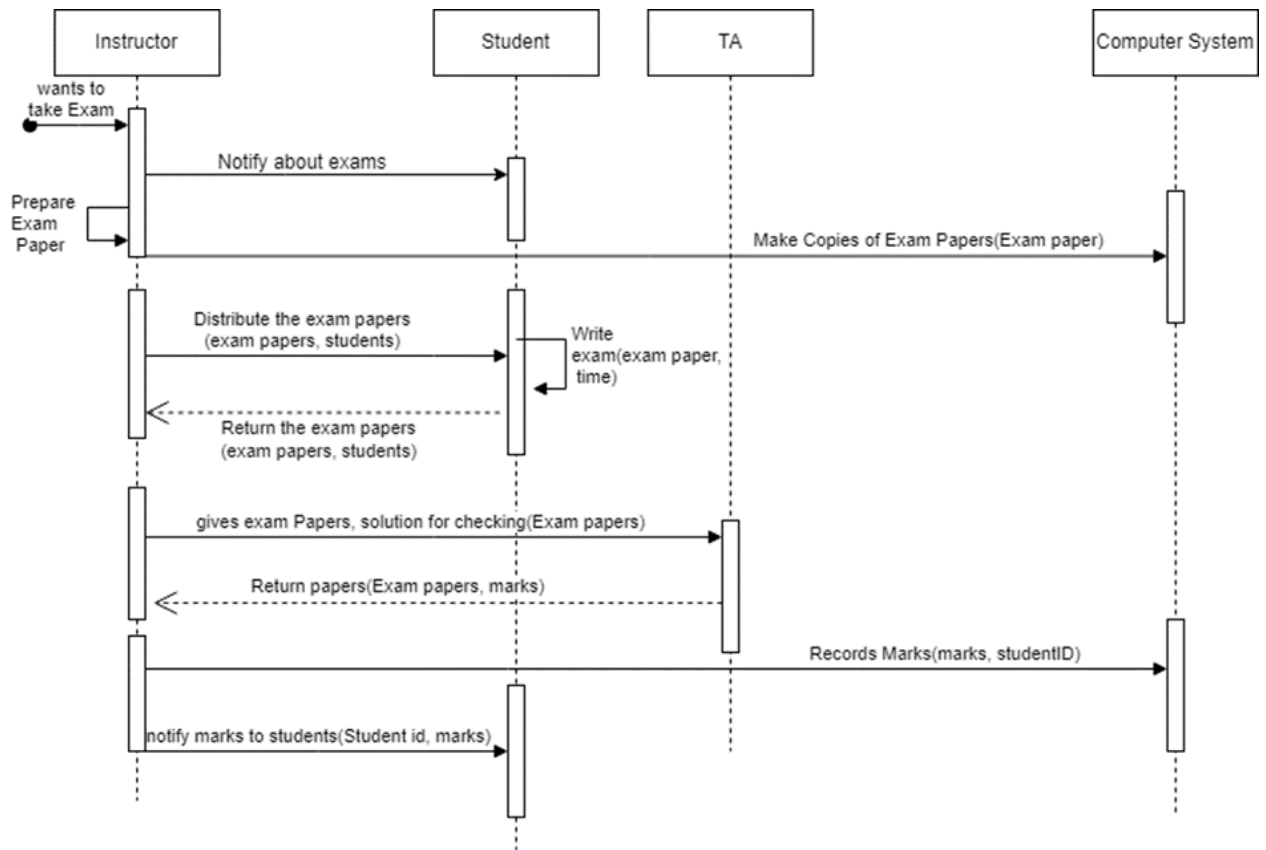 Instructor
Student
TA
Computer System
wants to
take Exam
Notify about exams
Prepare
Exam
Paper
Make Copies of Exam Papers(Exam paper)
Distribute the exam papers
(exam papers, students)
Write
exam(exam paper,
time)
Return the exam papers
(exam papers, students)
gives exam Papers, solution for checking(Exam papers)
Return papers(Exam papers, marks)
Records Marks(marks, studentID)
notify marks to students(Student id, marks)